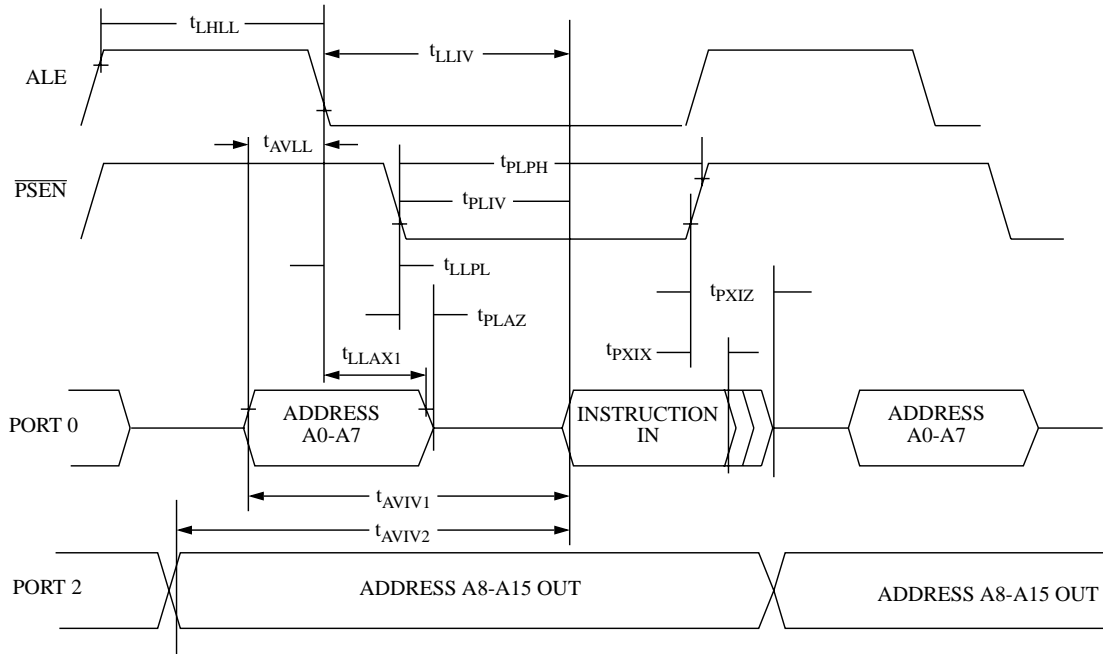 tLHLL
tLLIV
ALE
tAVLL
tPLPH
PSEN
tPLIV
tLLPL
tPXIZ
tPLAZ
tLLAX1
tPXIX
PORT 0
ADDRESS
A0-A7
INSTRUCTION
IN
ADDRESS
A0-A7
tAVIV1
tAVIV2
PORT 2
ADDRESS A8-A15 OUT
ADDRESS A8-A15 OUT